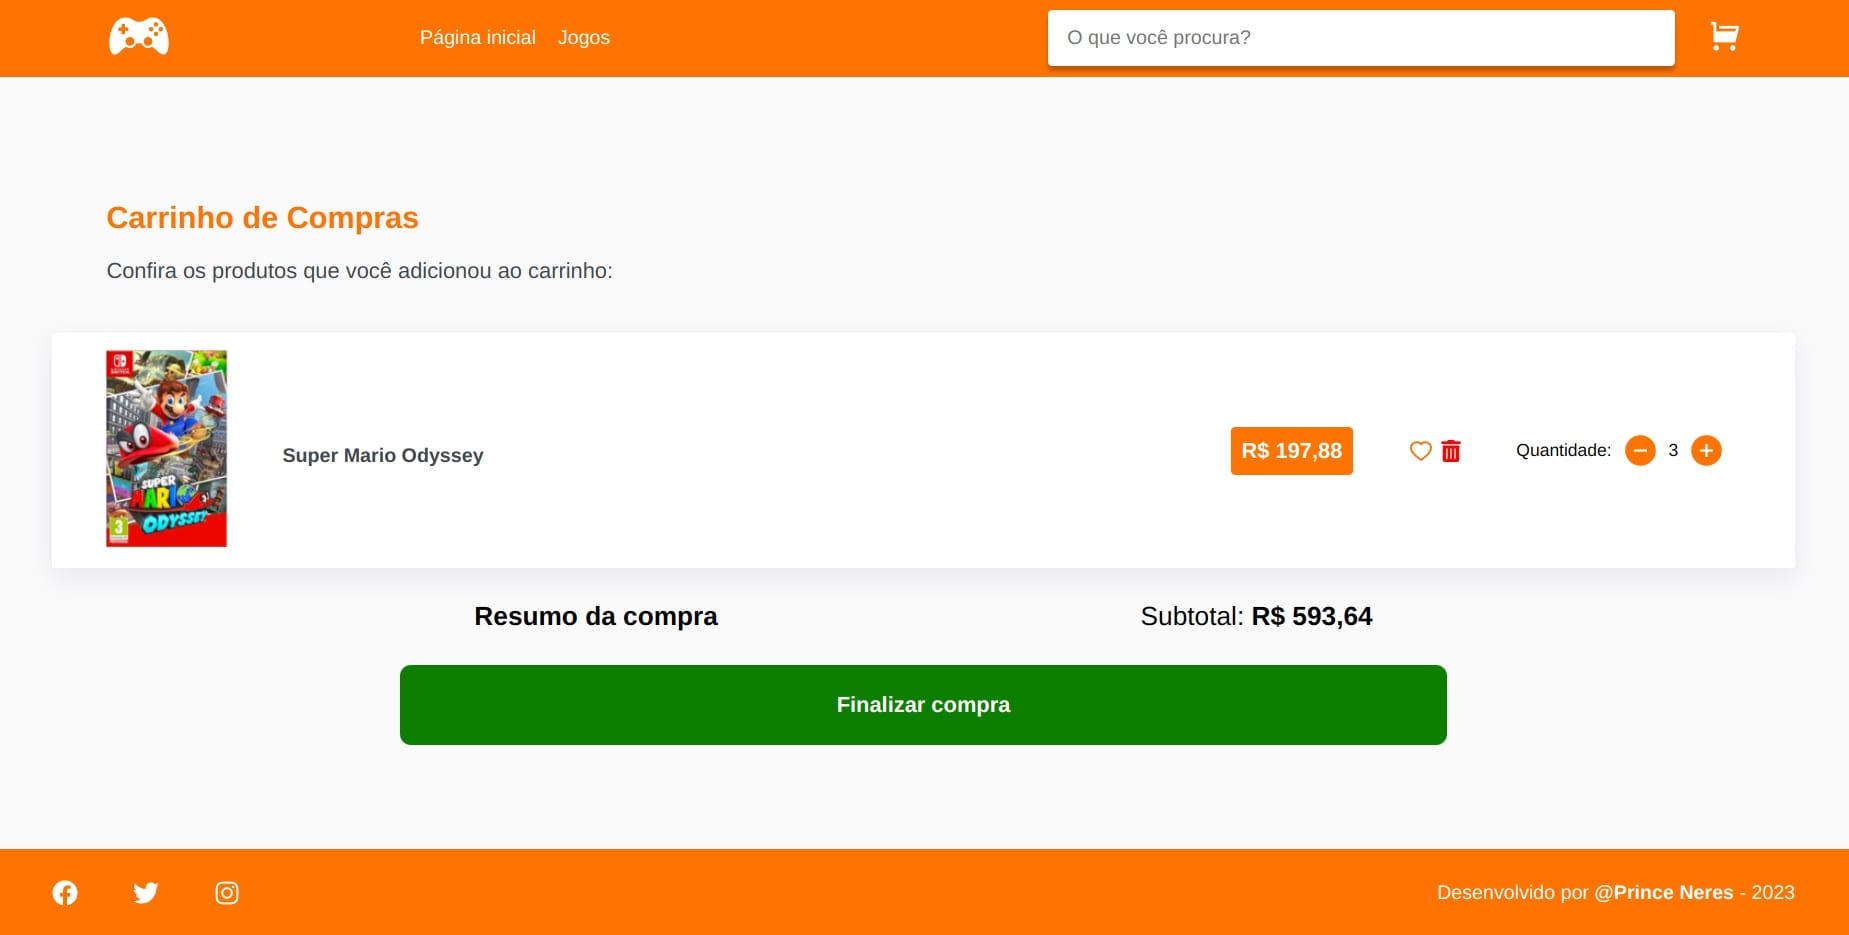 Página inicial Jogos O que você procura?
Carrinho de Compras
Confira os produtos que você adicionou ao carrinho:
SUPER
MARIO
ODYSSEY
3
Super Mario Odyssey
R$ 197,88
Quantidade: 3
Resumo da compra Subtotal: R$ 593,64
Finalizar compra
Desenvolvido por @Prince Neres - 2023